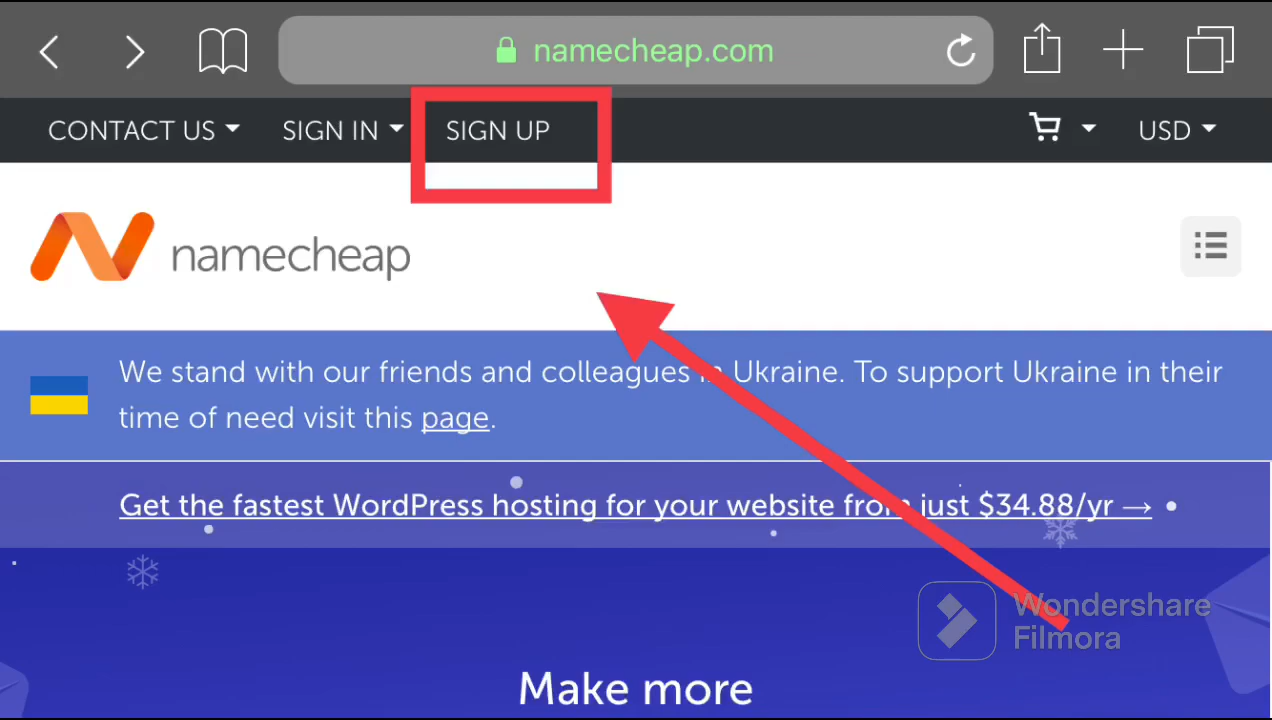 namecheap.com
CONTACT US SIGN IN SIGN UP USD
namecheap
We stand with our friends and colleagues in Ukraine. To support Ukraine in their
time of need visit this page.
Get the fastest WordPress hosting for your website from just $34.88/yr →
Wondershare
Filmora
Make more